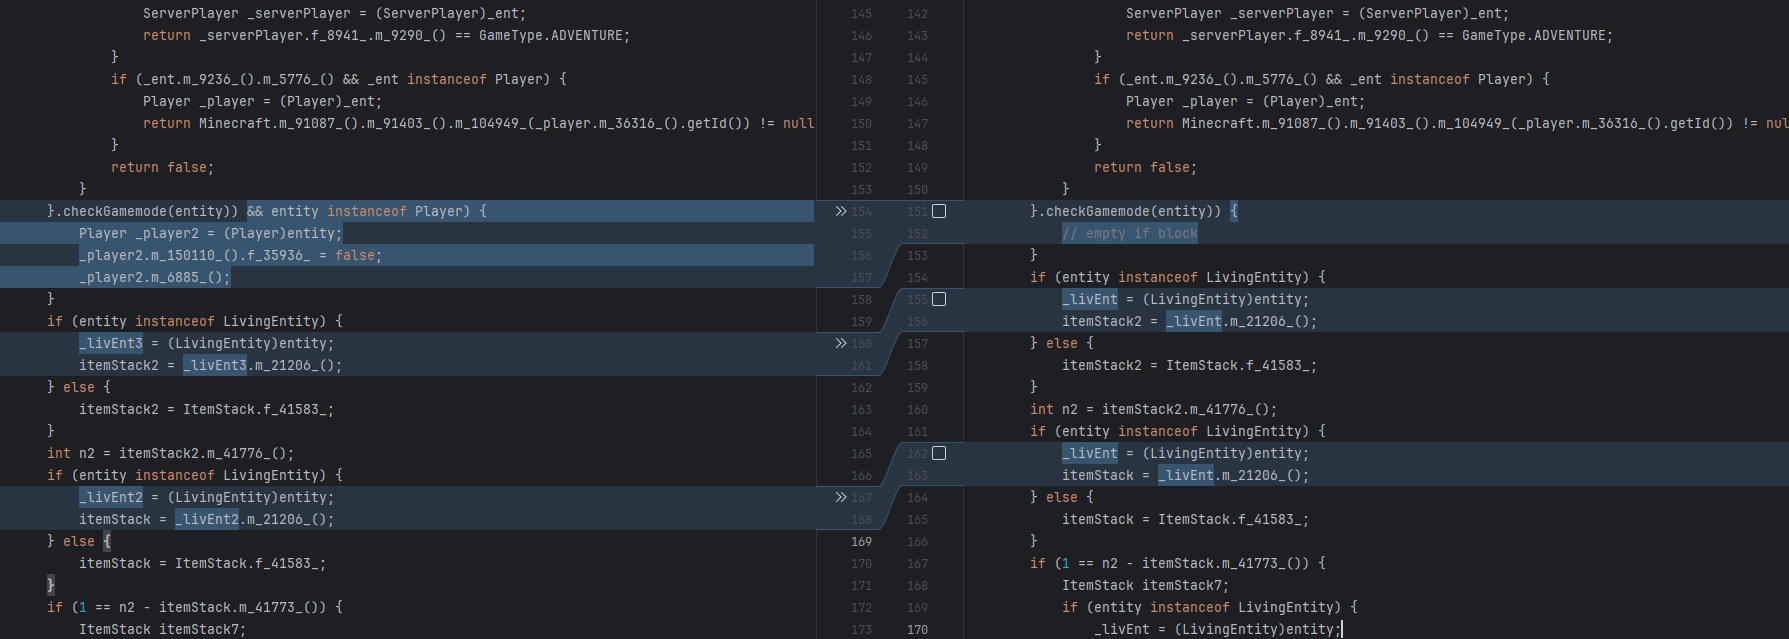 ServerPlayer _serverPlayer = (ServerPlayer)_ent;
return _serverPlayer.f_8941_.m_9290_() == GameType.ADVENTURE;
}
if (_ent.m_9236_().m_5776_() && _ent instanceof Player) {
Player _player = (Player)_ent;
return Minecraft.m_91087_().m_91403_().m_104949_(_player.m_36316_().getId()) != null
}
return false;
}
}.checkGamemode(entity)) && entity instanceof Player) {
Player _player2 = (Player)entity;
_player2.m_150110_().f_35936_ = false;
_player2.m_6885_();
}
if (entity instanceof LivingEntity) {
_livEnt3 = (LivingEntity)entity;
itemStack2 = _livEnt3.m_21206_();
} else {
itemStack2 = ItemStack.f_41583_;
}
int n2 = itemStack2.m_41776_();
if (entity instanceof LivingEntity) {
_livEnt2 = (LivingEntity)entity;
itemStack = _livEnt2.m_21206_();
} else {
itemStack = ItemStack.f_41583_;
}
if (1 == n2 - itemStack.m_41773_()) {
ItemStack itemStack7;
145 142
146 143
147 144
148 145
149 146
150 147
151 148
152 149
153 150
154 151
155 152
156 153
157 154
158 155
159 156
160 157
161 158
162 159
163 160
164 161
165 162
166 163
167 164
168 165
169 166
170 167
171 168
172 169
173 170
ServerPlayer _serverPlayer = (ServerPlayer)_ent;
return _serverPlayer.f_8941_.m_9290_() == GameType.ADVENTURE;
}
if (_ent.m_9236_().m_5776_() && _ent instanceof Player) {
Player _player = (Player)_ent;
return Minecraft.m_91087_().m_91403_().m_104949_(_player.m_36316_().getId()) != nul
}
return false;
}
}.checkGamemode(entity)) {
// empty if block
}
if (entity instanceof LivingEntity) {
_livEnt = (LivingEntity)entity;
itemStack2 = _livEnt.m_21206_();
} else {
itemStack2 = ItemStack.f_41583_;
}
int n2 = itemStack2.m_41776_();
if (entity instanceof LivingEntity) {
_livEnt = (LivingEntity)entity;
itemStack = _livEnt.m_21206_();
} else {
itemStack = ItemStack.f_41583_;
}
if (1 == n2 - itemStack.m_41773_()) {
ItemStack itemStack7;
if (entity instanceof LivingEntity) {
_livEnt = (LivingEntity)entity;